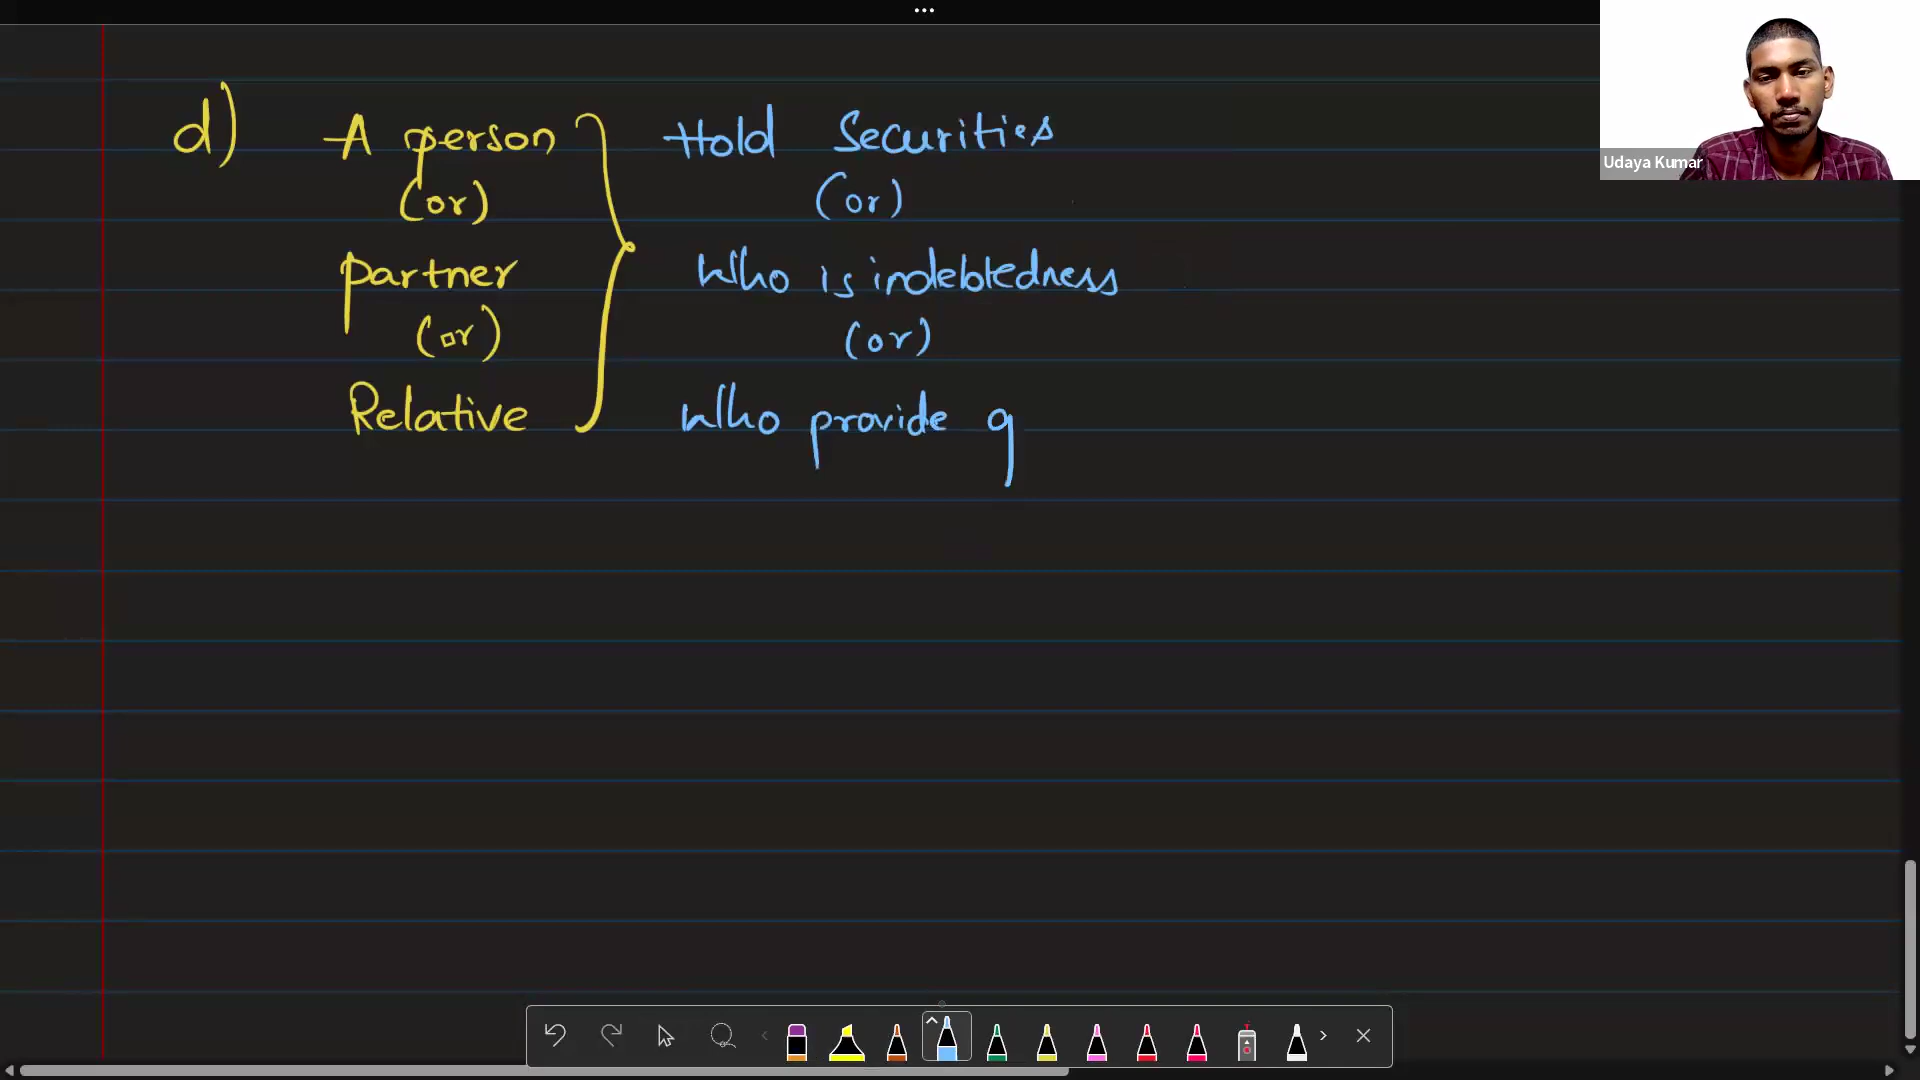 d) A person Hold Securities
(or) (or)
partner Who is indebtedness
(or) (or)
Relative Who provide g
Udaya Kumar